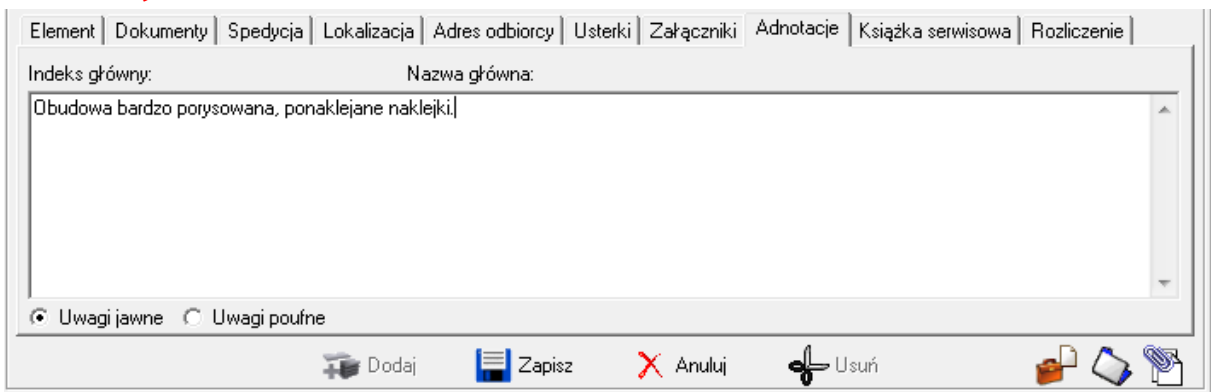 Element Dokumenty Spedycja Lokalizacja Adres odbiorcy Usterki Załączniki Adnotacje Książka serwisowa Rozliczenie
Indeks główny: Nazwa główna:
Obudowa bardzo porysowana, ponaklejane naklejki.
Uwagi jawne Uwagi poufne
Dodaj Zapisz Anuluj Usuń